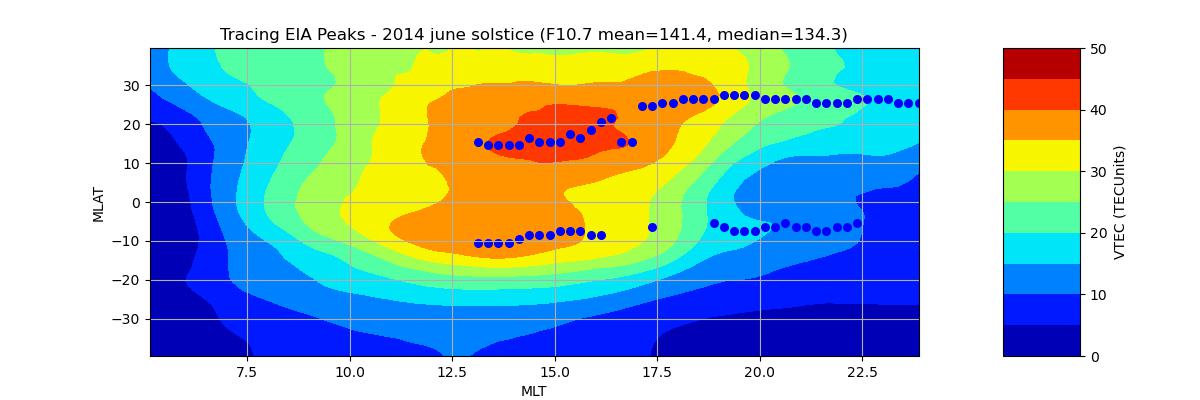 Tracing EIA Peaks - 2014 june solstice (F10.7 mean=141.4, median=134.3)
MLAT
30
20
10
0
−10
−20
−30
7.5 10.0 12.5 15.0 17.5 20.0 22.5
MLT
50
40
30
20
10
0
VTEC (TECUnits)